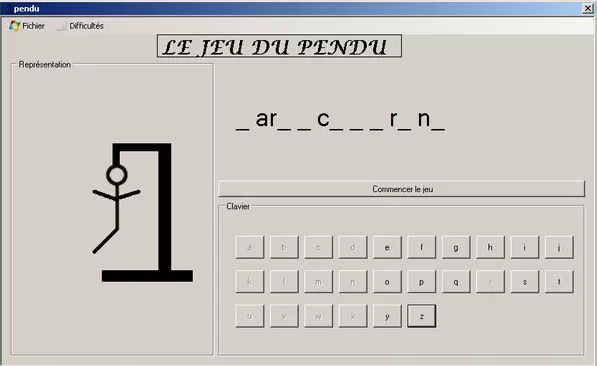 pendu
Fichier Difficultés
LE JEU DU PENDU
Représentation
_ ar_ _ c_ _ _ r_ n_
Commencer le jeu
Clavier
a b c d e f g h i j
k l m n o p q r s t
u v w x y z